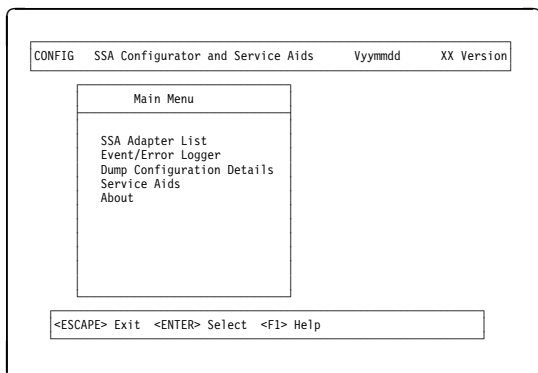 CONFIG SSA Configurator and Service Aids Vyymmdd XX Version
Main Menu
SSA Adapter List
Event/Error Logger
Dump Configuration Details
Service Aids
About
<ESCAPE> Exit <ENTER> Select <F1> Help